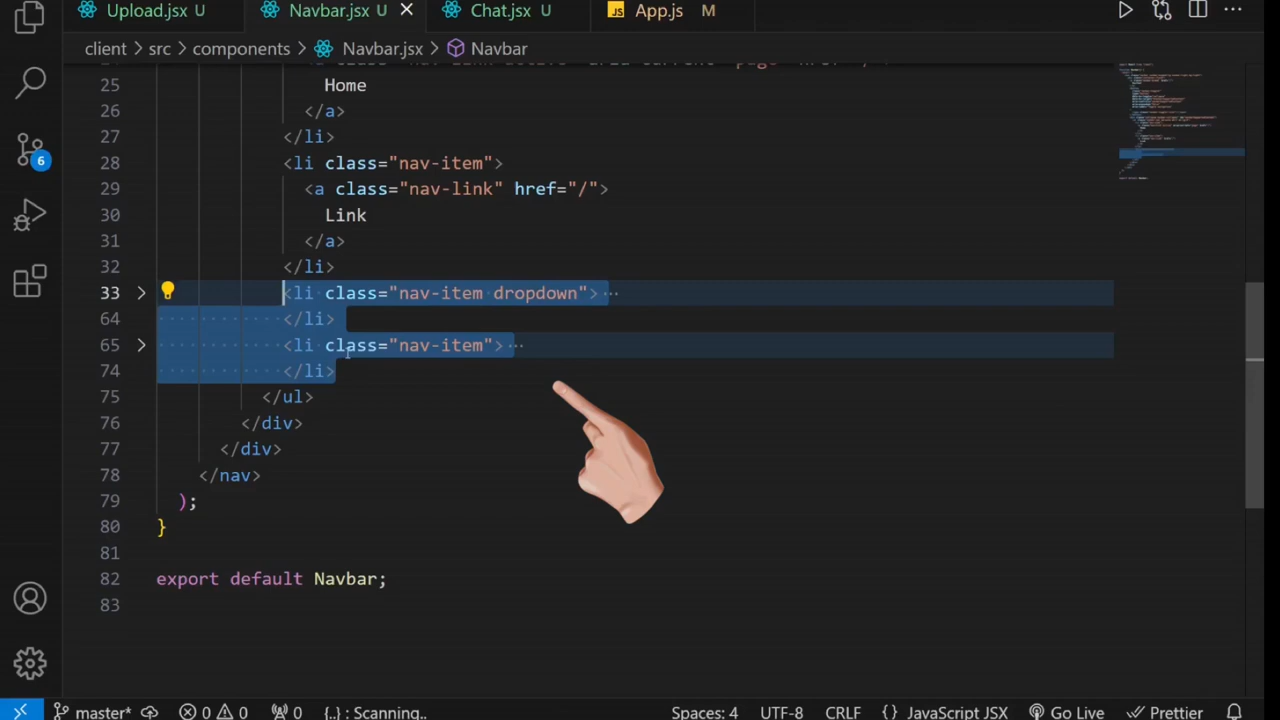 Upload.jsx U Navbar.jsx U Chat.jsx U JS App.js M
client > src > components > Navbar.jsx > Navbar
25 Home
26 </a>
27 </li>
28 <li class="nav-item">
29 <a class="nav-link" href="/">
30 Link
31 </a>
32 </li>
33 <li class="nav-item dropdown"> ...
64 </li>
65 <li class="nav-item"> ...
74 </li>
75 </ul>
76 </div>
77 </div>
78 </nav>
79 );
80 }
81
82 export default Navbar;
83
6
master* 0 0 0 {..} : Scanning.. Spaces: 4 UTF-8 CRLF {} JavaScript JSX Go Live Prettier